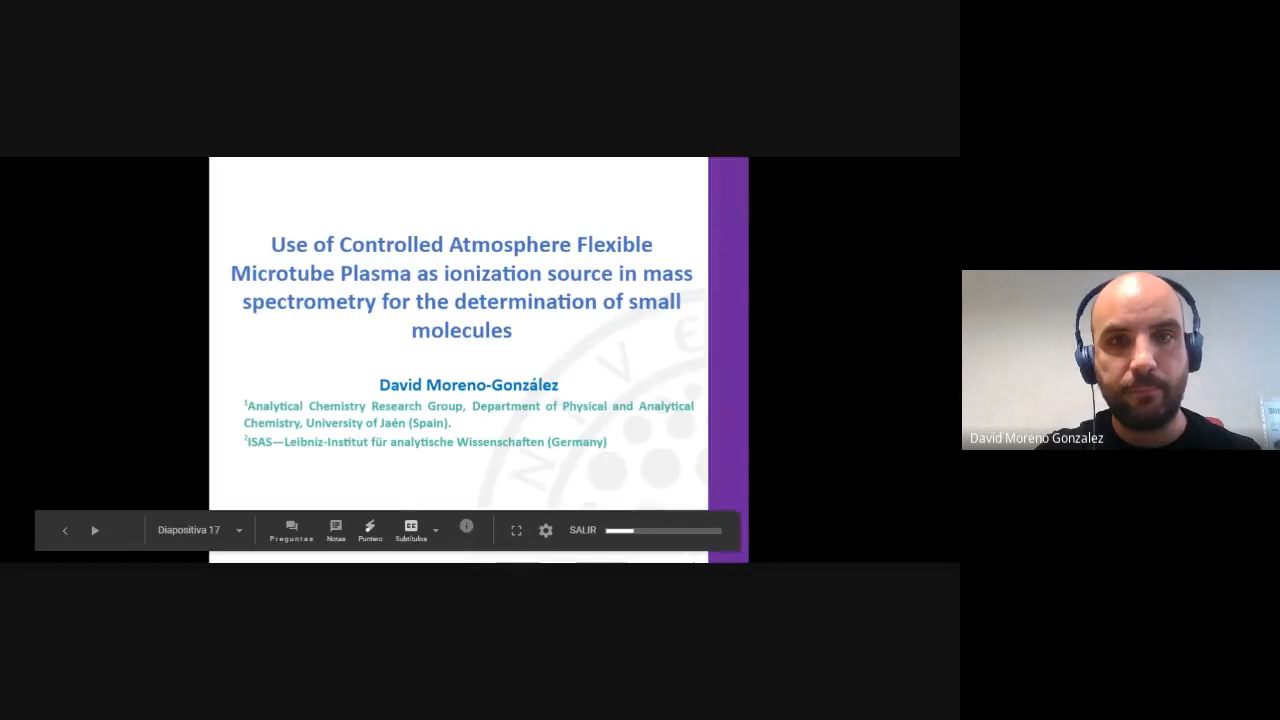 Use of Controlled Atmosphere Flexible
Microtube Plasma as ionization source in mass
spectrometry for the determination of small
molecules
David Moreno-González
¹Analytical Chemistry Research Group, Department of Physical and Analytical
Chemistry, University of Jaén (Spain).
²ISAS—Leibniz-Institut für analytische Wissenschaften (Germany)
Diapositiva 17
Preguntas
Notas
Puntero
Subtítulos
SALIR
David Moreno Gonzalez